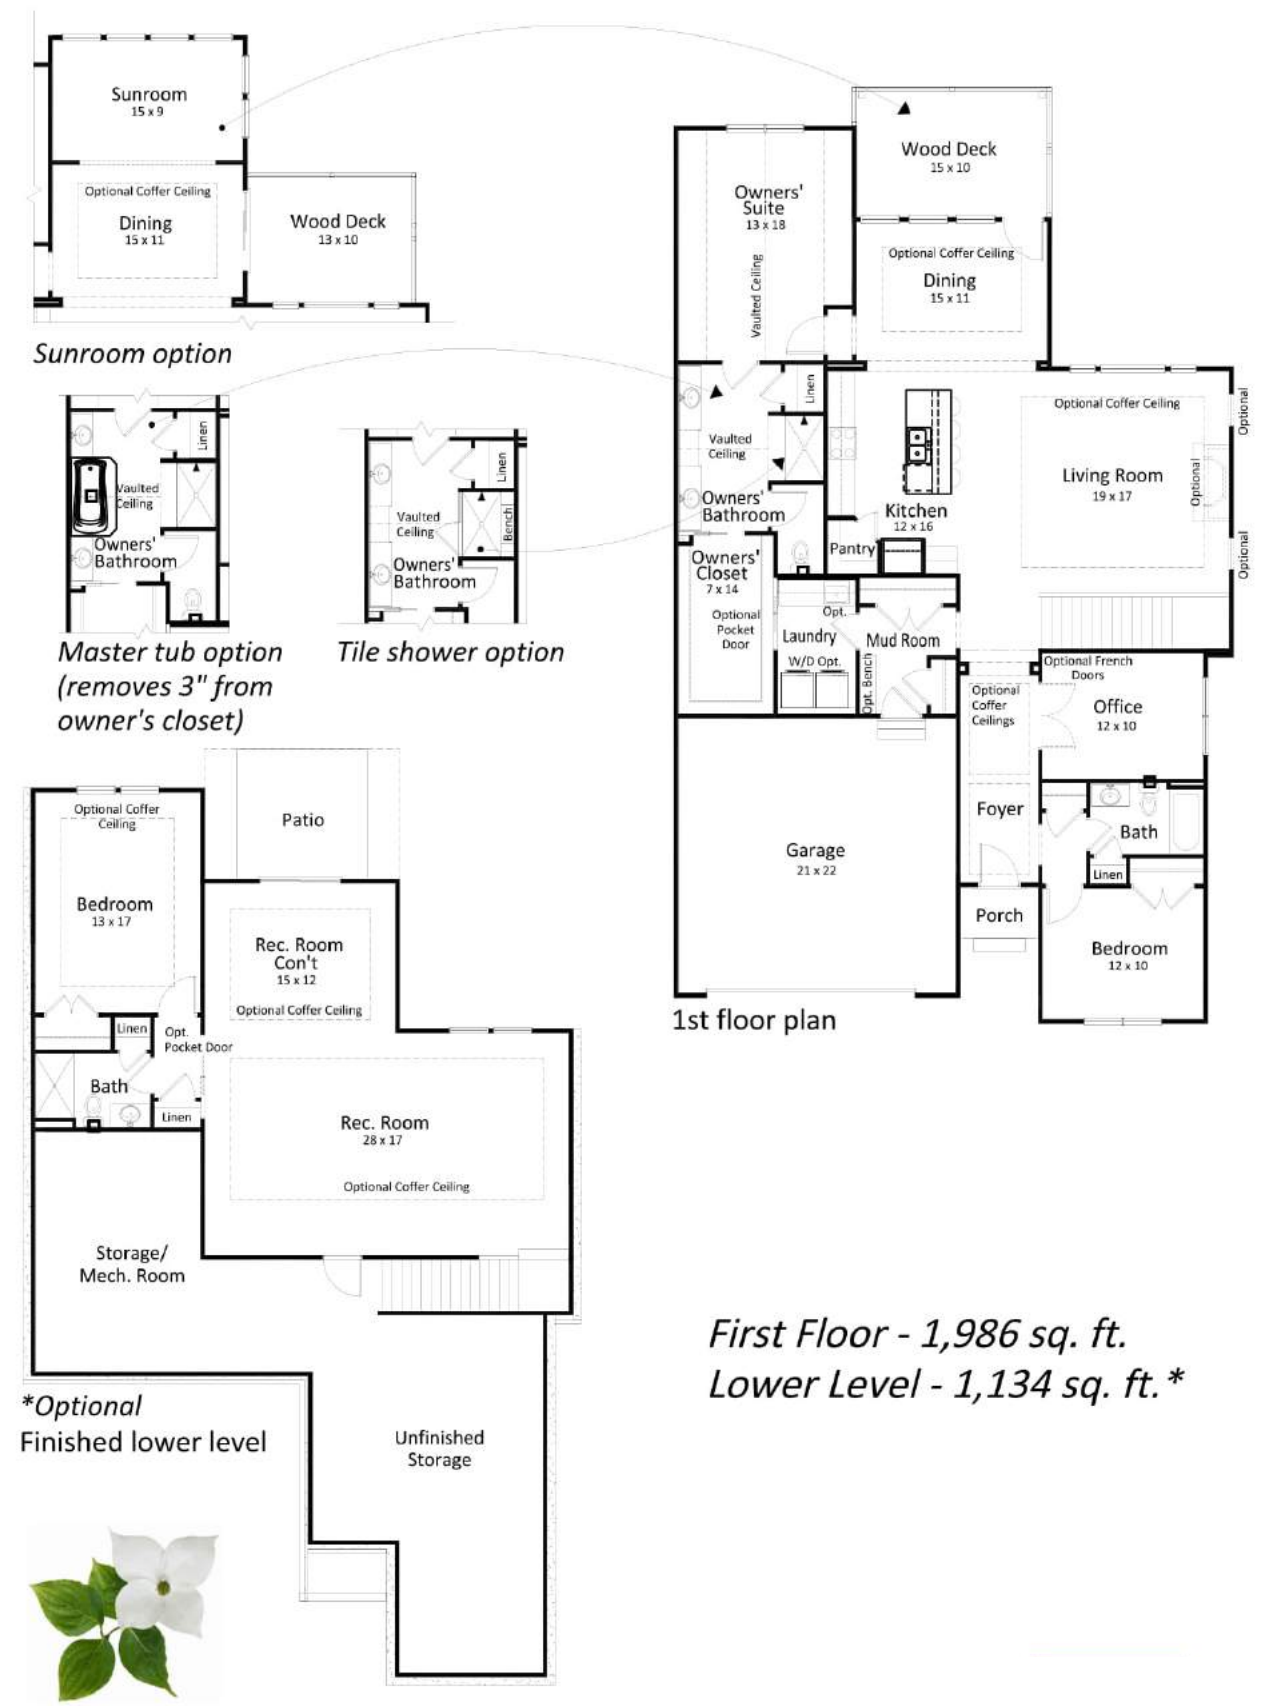 Sunroom
15 x 9
Optional Coffer Ceiling
Dining
15 x 11
Wood Deck
13 x 10
Sunroom option
Linen
Vaulted
Ceiling
Owners'
Bathroom
Master tub option
(removes 3" from
owner's closet)
Linen
Vaulted
Ceiling
Bench
Owners'
Bathroom
Tile shower option
Wood Deck
15 x 10
Owners'
Suite
13 x 18
Vaulted Ceiling
Optional Coffer Ceiling
Dining
15 x 11
Linen
Vaulted
Ceiling
Owners'
Bathroom
Optional Coffer Ceiling
Optional
Living Room
19 x 17
Optional
Optional
Kitchen
12 x 16
Pantry
Owners'
Closet
7 x 14
Optional
Pocket
Door
Opt.
Laundry
W/D Opt.
Mud Room
Opt. Bench
Optional
Coffer
Ceilings
Optional French
Doors
Office
12 x 10
Foyer
Bath
Linen
Garage
21 x 22
Porch
Bedroom
12 x 10
1st floor plan
Patio
Optional Coffer
Ceiling
Bedroom
13 x 17
Rec. Room
Con't
15 x 12
Optional Coffer Ceiling
Linen
Opt.
Pocket Door
Bath
Linen
Rec. Room
28 x 17
Optional Coffer Ceiling
Storage/
Mech. Room
*Optional
Finished lower level
Unfinished
Storage
First Floor - 1,986 sq. ft.
Lower Level - 1,134 sq. ft.*